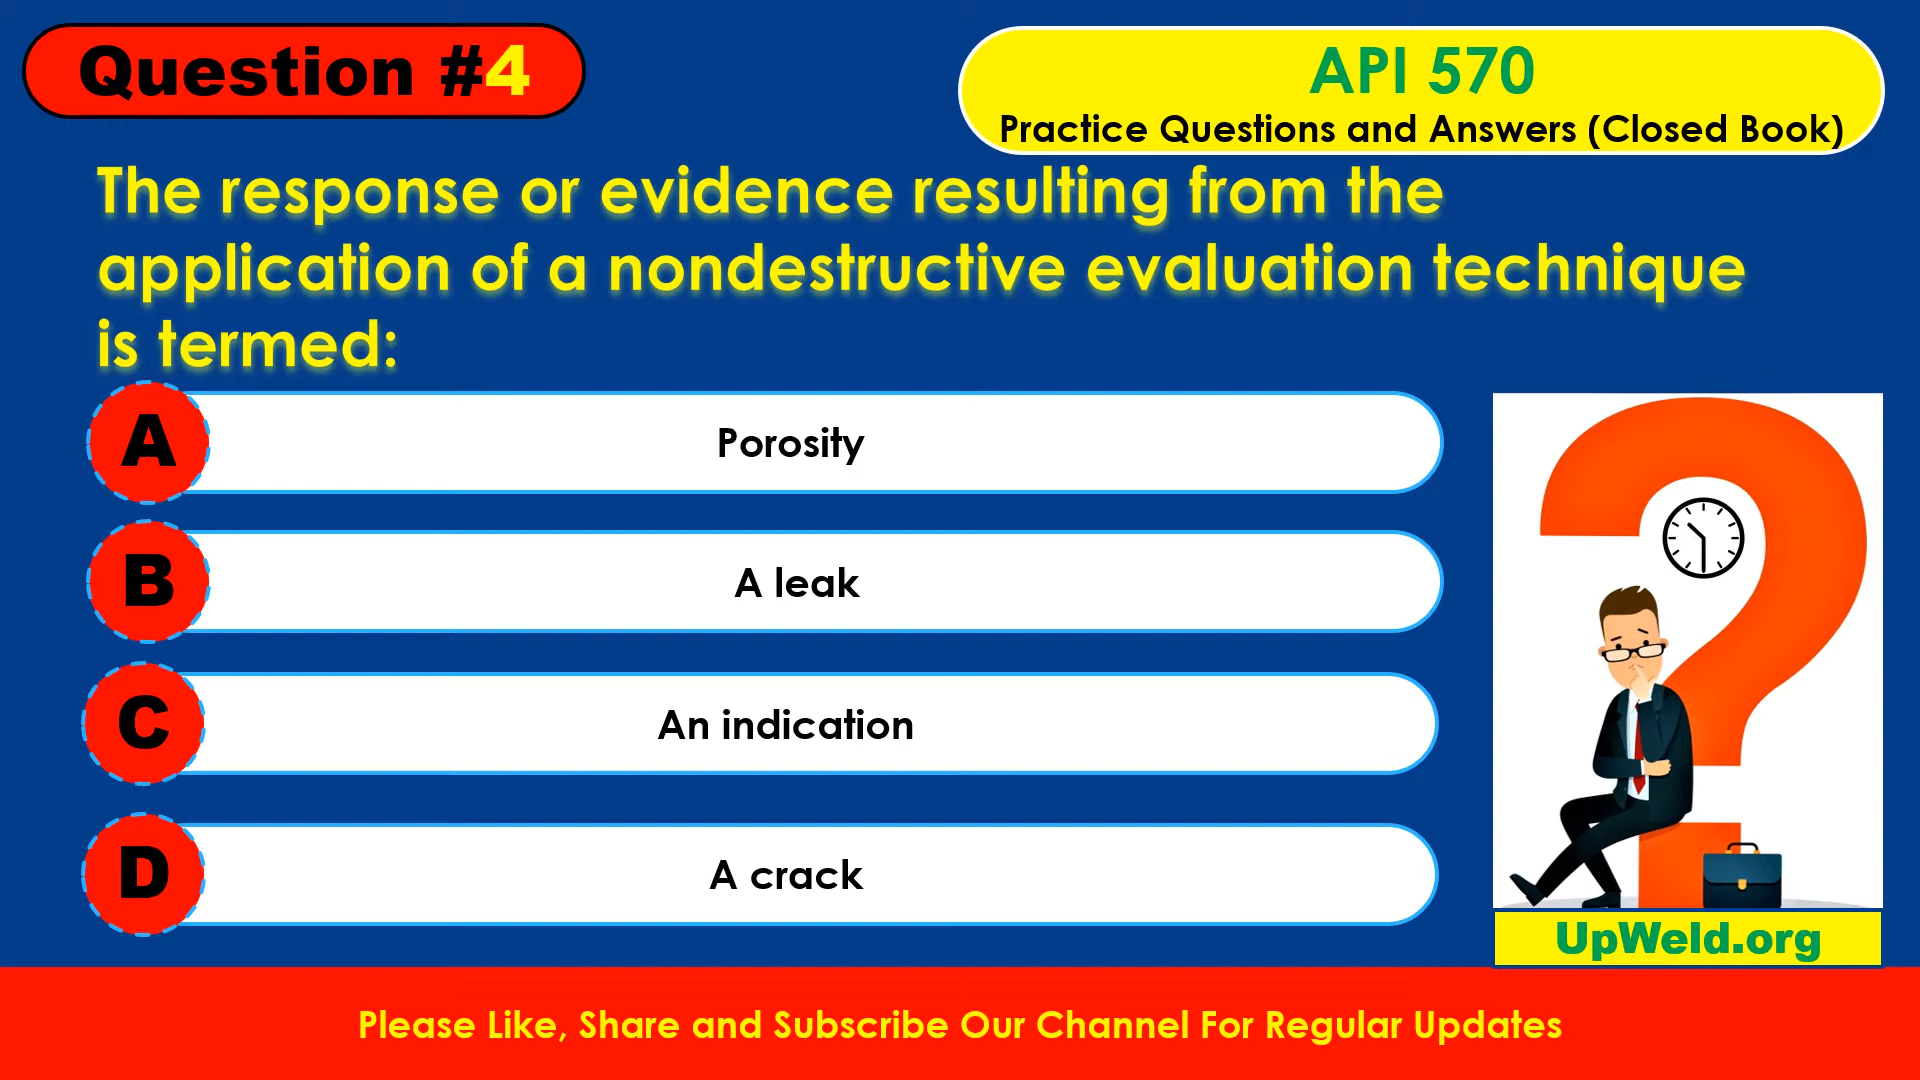 Question #4
API 570
Practice Questions and Answers (Closed Book)
The response or evidence resulting from the
application of a nondestructive evaluation technique
is termed:
A Porosity
B A leak
C An indication
D A crack
UpWeld.org
Please Like, Share and Subscribe Our Channel For Regular Updates